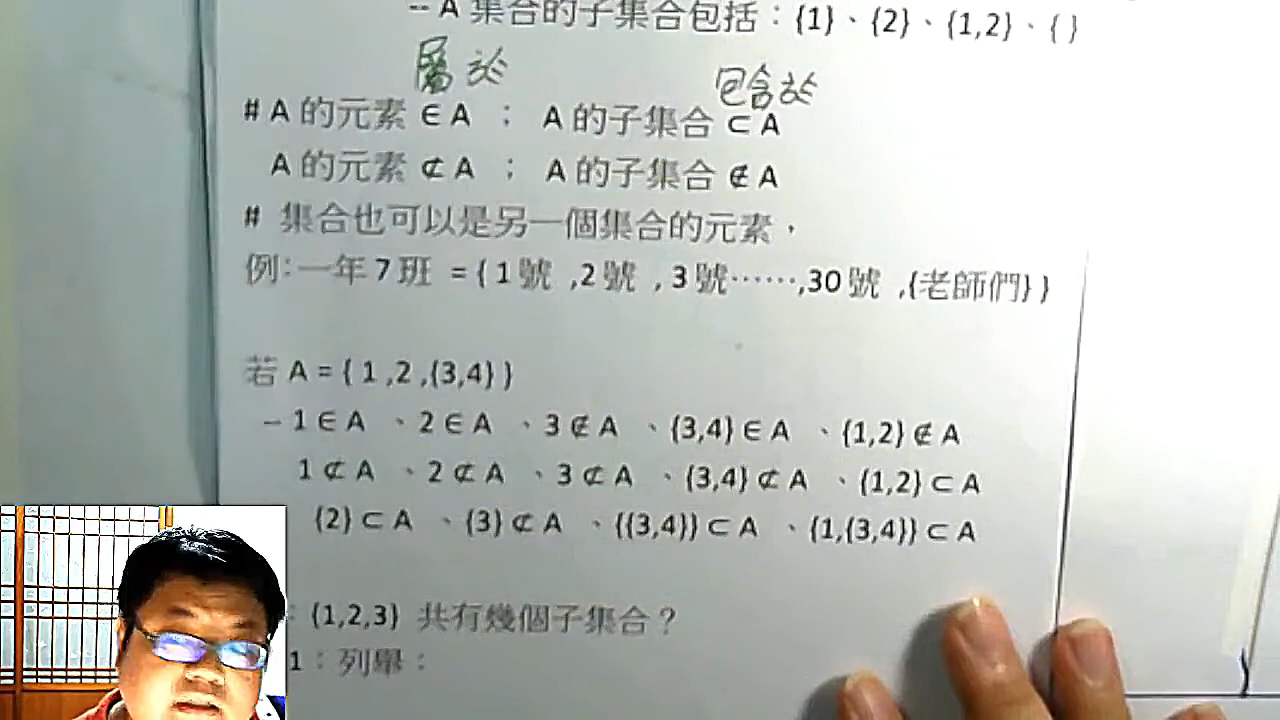 -- A 集合的子集合包括：{1}、{2}、{1,2}、{ }
屬於 包含於
# A 的元素 ∈ A ； A 的子集合 ⊂ A
A 的元素 ⊄ A ； A 的子集合 ∉ A
# 集合也可以是另一個集合的元素，
例：一年 7 班 = { 1 號 ,2 號 , 3 號⋯⋯,30 號 ,{老師們} }
若 A = { 1 ,2 ,{3,4} }
– 1 ∈ A 、2 ∈ A 、3 ∉ A 、{3,4} ∈ A 、{1,2} ∉ A
1 ⊄ A 、2 ⊄ A 、3 ⊄ A 、{3,4} ⊄ A 、{1,2} ⊂ A
{2} ⊂ A 、{3} ⊄ A 、{{3,4}} ⊂ A 、{1,{3,4}} ⊂ A
: {1,2,3} 共有幾個子集合？
1：列舉：